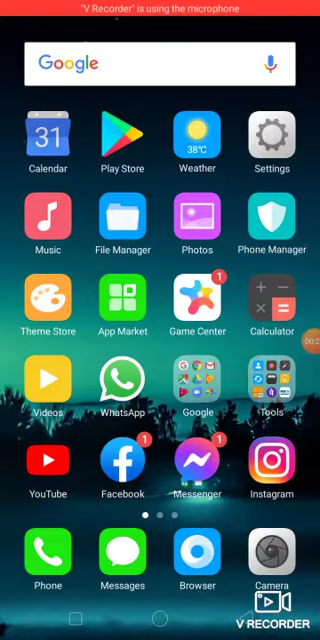 "V Recorder" is using the microphone
Google
31
38°C
Calendar Play Store Weather Settings
Music File Manager Photos Phone Manager
1
Theme Store App Market Game Center Calculator
Videos WhatsApp Google Tools
1 1
YouTube Facebook Messenger Instagram
Phone Messages Browser Camera
V RECORDER